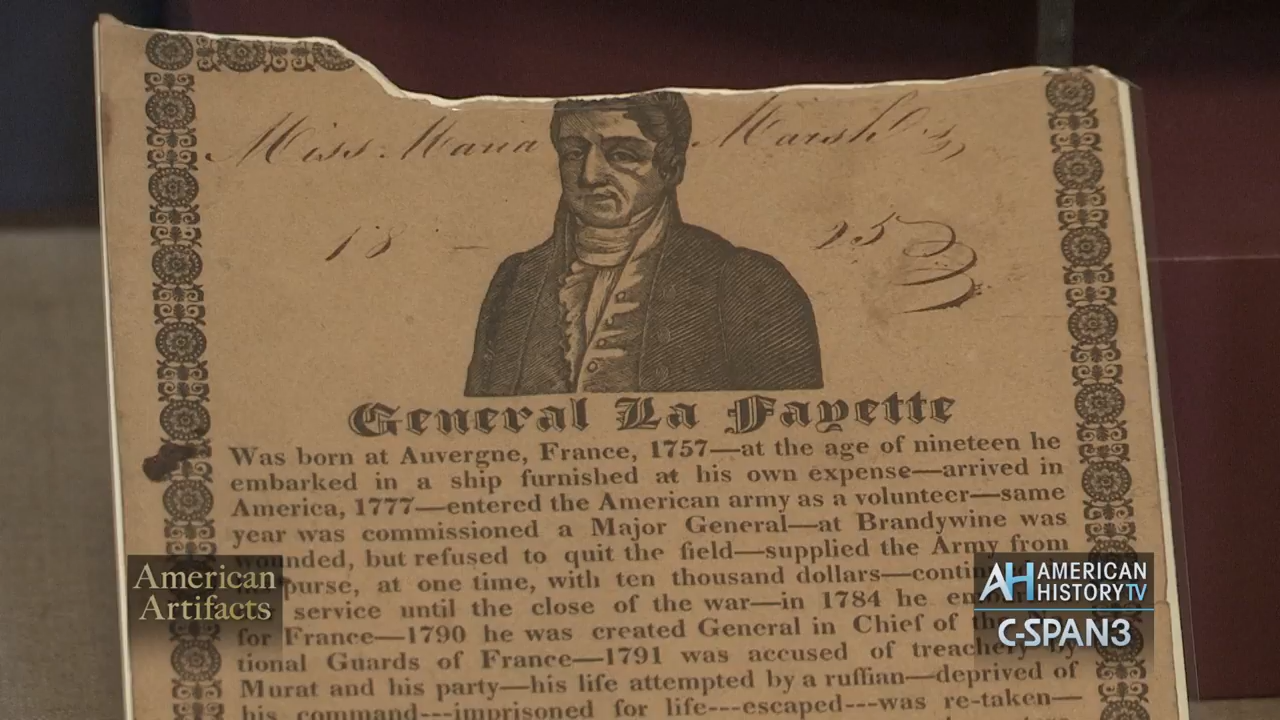 Miss Maria Marsh's,
18 — 25
General La Fayette
Was born at Auvergne, France, 1757—at the age of nineteen he
embarked in a ship furnished at his own expense—arrived in
America, 1777—entered the American army as a volunteer—same
year was commissioned a Major General—at Brandywine was
wounded, but refused to quit the field—supplied the Army from
purse, at one time, with ten thousand dollars—contin
service until the close of the war—in 1784 he em
for France—1790 he was created General in Chief of the N
tional Guards of France—1791 was accused of treachery by
Murat and his party—his life attempted by a ruffian—deprived of
his command---imprisoned for life---escaped---was re-taken—
American
Artifacts
AH AMERICAN
HISTORY TV
C-SPAN3